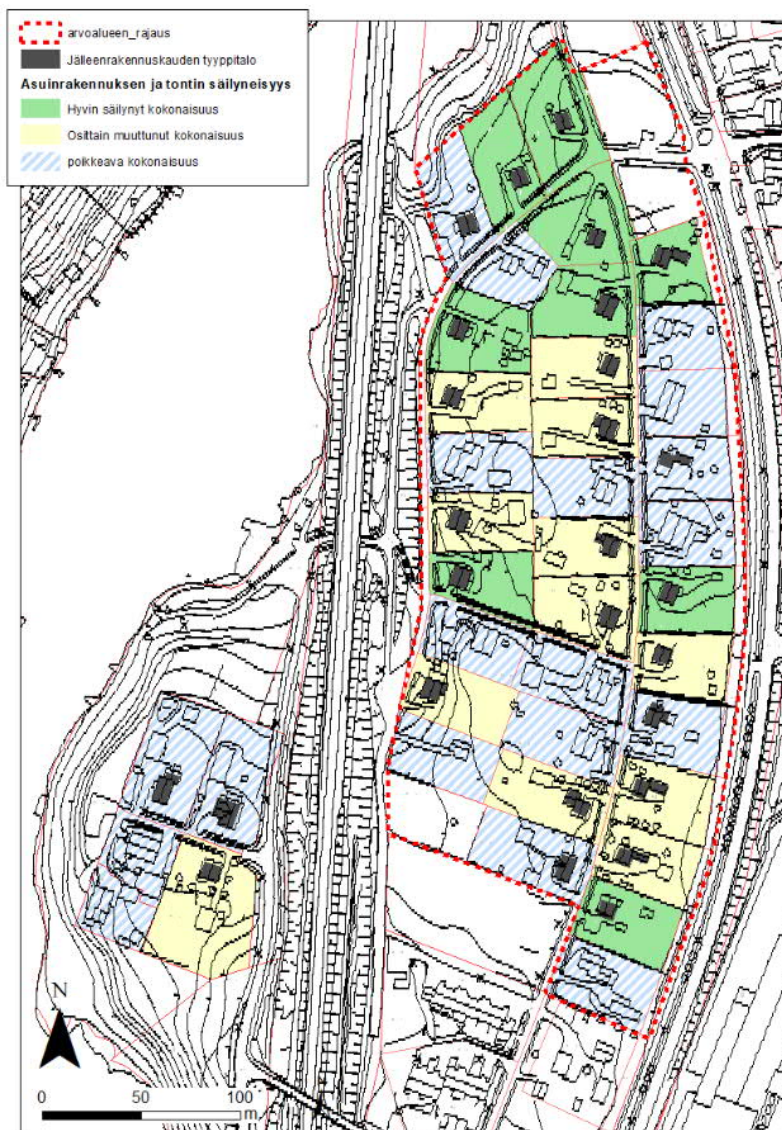 arvoalueen_rajaus
Jälleenrakennuskauden tyyppitalo
Asuinrakennuksen ja tontin säilyneisyys
Hyvin säilynyt kokonaisuus
Osittain muuttunut kokonaisuus
poikkeava kokonaisuus
N
0 50 100
m